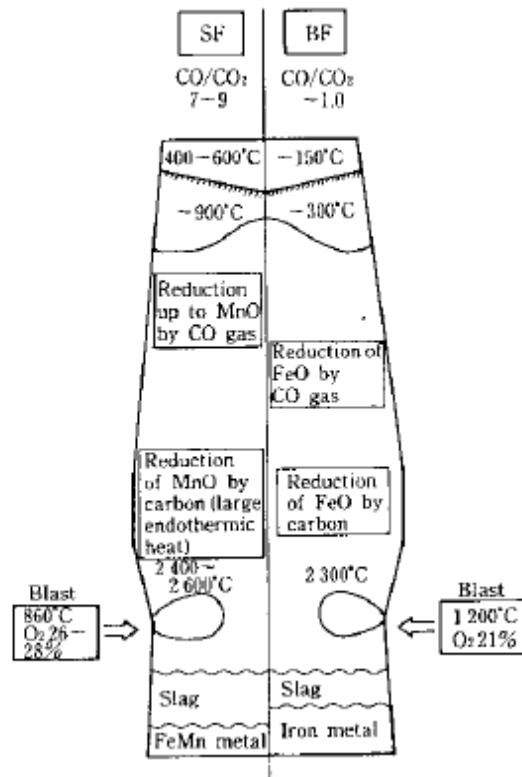 SF
BF
CO/CO₂
7~9
CO/CO₂
~1.0
400~600°C
~150°C
~900°C
~300°C
Reduction
up to MnO
by CO gas
Reduction of
FeO by
CO gas
Reduction
of MnO by
carbon (large
endothermic
heat)
Reduction
of FeO by
carbon
2 400~
2 600°C
2 300°C
Blast
860°C
O₂ 26~
28%
Blast
1 200°C
O₂ 21%
Slag
Slag
FeMn metal
Iron metal